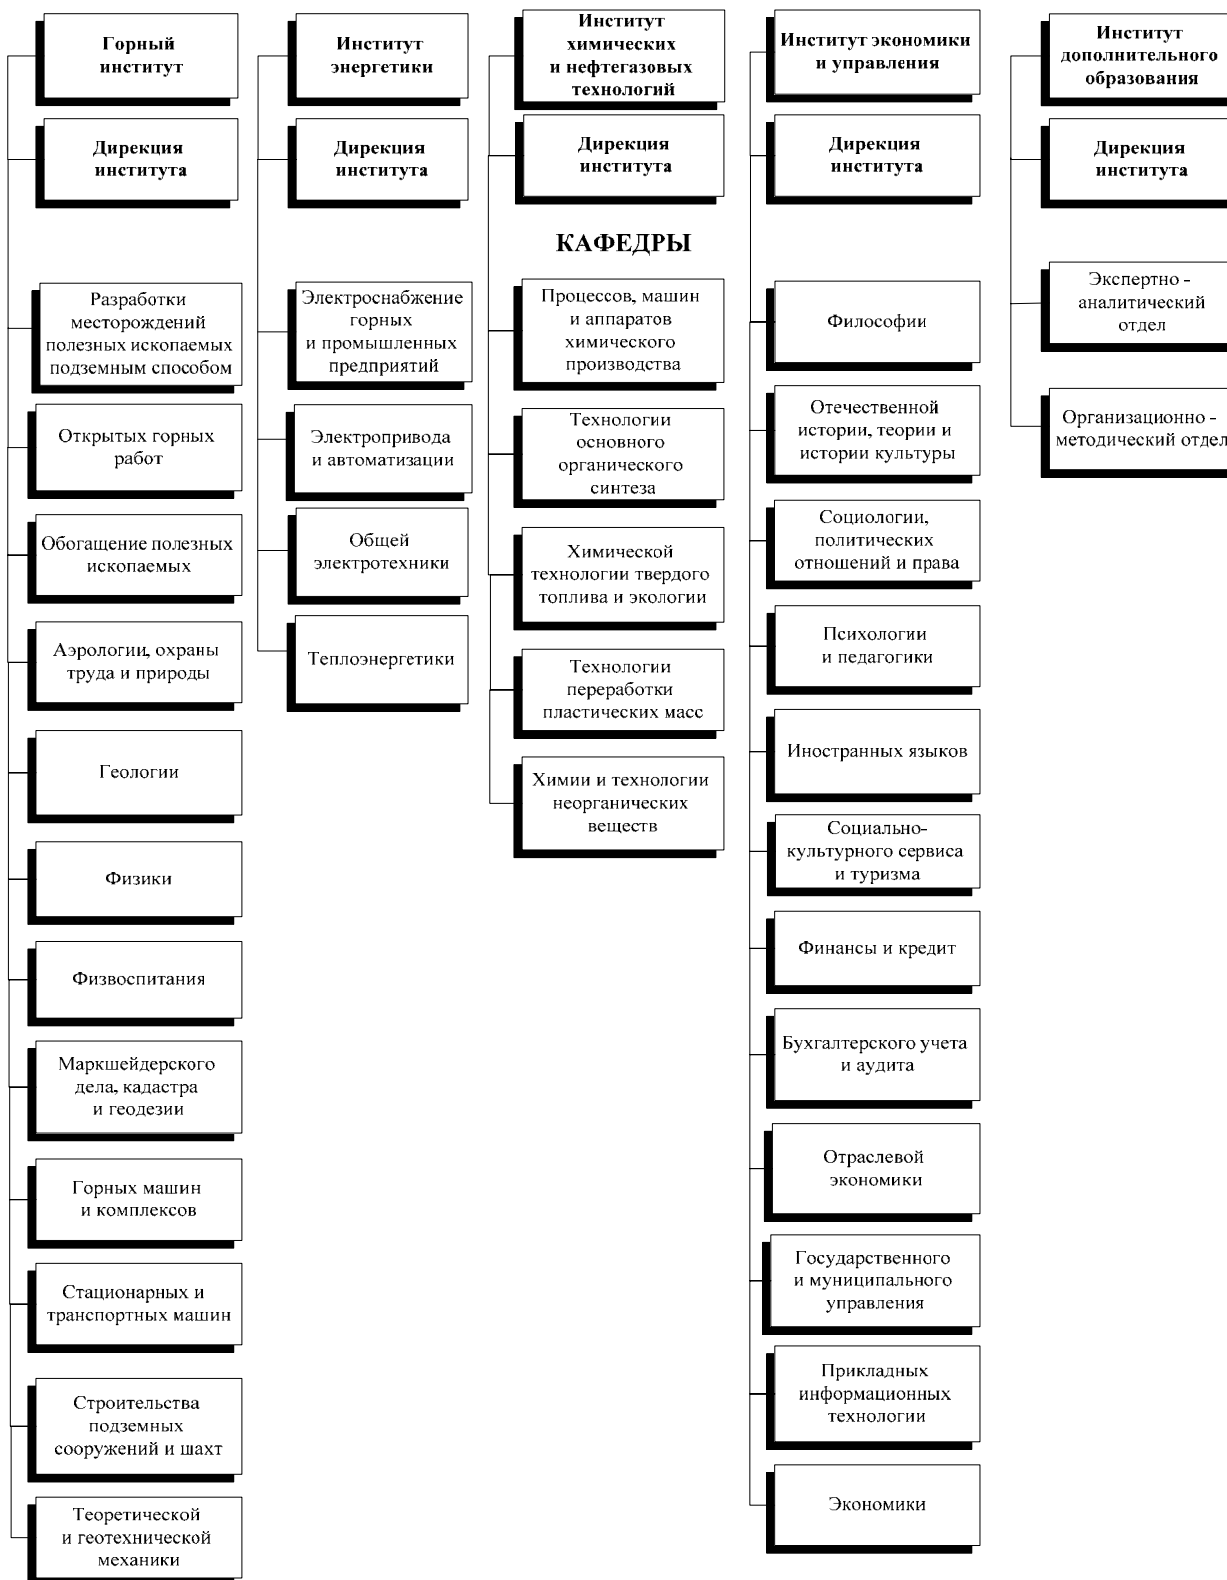 Горный
институт
Дирекция
института
Разработки
месторождений
полезных ископаемых
подземным способом
Открытых горных
работ
Обогащение полезных
ископаемых
Аэрологии, охраны
труда и природы
Геологии
Физики
Физвоспитания
Маркшейдерского
дела, кадастра
и геодезии
Горных машин
и комплексов
Стационарных и
транспортных машин
Строительства
подземных
сооружений и шахт
Теоретической
и геотехнической
механики
Институт
энергетики
Дирекция
института
Электроснабжение
горных
и промышленных
предприятий
Электропривода
и автоматизации
Общей
электротехники
Теплоэнергетики
Институт
химических
и нефтегазовых
технологий
Дирекция
института
КАФЕДРЫ
Процессов, машин
и аппаратов
химического
производства
Технологии
основного
органического
синтеза
Химической
технологии твердого
топлива и экологии
Технологии
переработки
пластических масс
Химии и технологии
неорганических
веществ
Институт экономики
и управления
Дирекция
института
Философии
Отечественной
истории, теории и
истории культуры
Социологии,
политических
отношений и права
Психологии
и педагогики
Иностранных языков
Социально-
культурного сервиса
и туризма
Финансы и кредит
Бухгалтерского учета
и аудита
Отраслевой
экономики
Государственного
и муниципального
управления
Прикладных
информационных
технологии
Экономики
Институт
дополнительного
образования
Дирекция
института
Экспертно -
аналитический
отдел
Организационно -
методический отдел